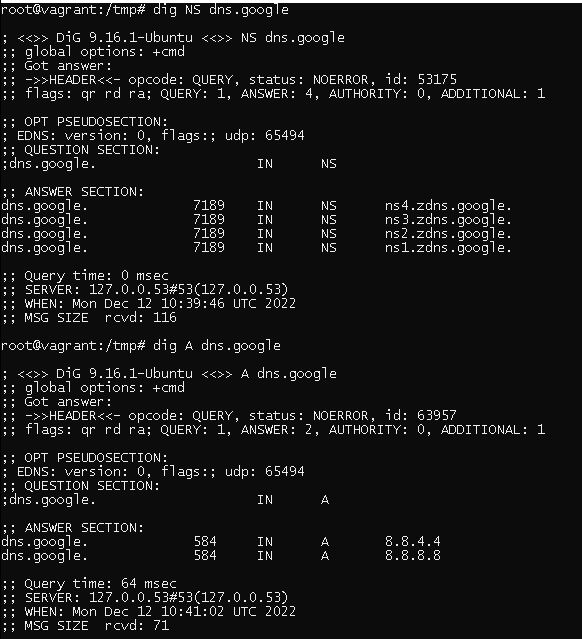 root@vagrant:/tmp# dig NS dns.google
; <<>> DiG 9.16.1-Ubuntu <<>> NS dns.google
;; global options: +cmd
;; Got answer:
;; ->>HEADER<<- opcode: QUERY, status: NOERROR, id: 53175
;; flags: qr rd ra; QUERY: 1, ANSWER: 4, AUTHORITY: 0, ADDITIONAL: 1
;; OPT PSEUDOSECTION:
; EDNS: version: 0, flags:; udp: 65494
;; QUESTION SECTION:
;dns.google. IN NS
;; ANSWER SECTION:
dns.google. 7189 IN NS ns4.zdns.google.
dns.google. 7189 IN NS ns3.zdns.google.
dns.google. 7189 IN NS ns2.zdns.google.
dns.google. 7189 IN NS ns1.zdns.google.
;; Query time: 0 msec
;; SERVER: 127.0.0.53#53(127.0.0.53)
;; WHEN: Mon Dec 12 10:39:46 UTC 2022
;; MSG SIZE rcvd: 116
root@vagrant:/tmp# dig A dns.google
; <<>> DiG 9.16.1-Ubuntu <<>> A dns.google
;; global options: +cmd
;; Got answer:
;; ->>HEADER<<- opcode: QUERY, status: NOERROR, id: 63957
;; flags: qr rd ra; QUERY: 1, ANSWER: 2, AUTHORITY: 0, ADDITIONAL: 1
;; OPT PSEUDOSECTION:
; EDNS: version: 0, flags:; udp: 65494
;; QUESTION SECTION:
;dns.google. IN A
;; ANSWER SECTION:
dns.google. 584 IN A 8.8.4.4
dns.google. 584 IN A 8.8.8.8
;; Query time: 64 msec
;; SERVER: 127.0.0.53#53(127.0.0.53)
;; WHEN: Mon Dec 12 10:41:02 UTC 2022
;; MSG SIZE rcvd: 71